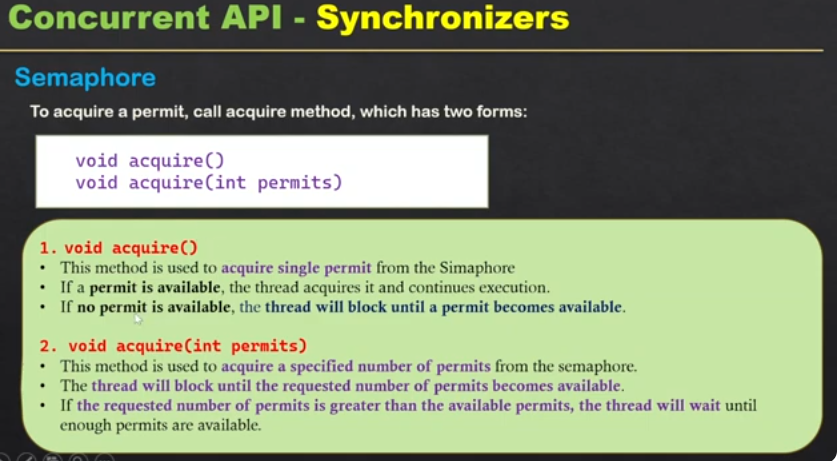 Concurrent API - Synchronizers
Semaphore
To acquire a permit, call acquire method, which has two forms:
void acquire()
void acquire(int permits)
1. void acquire()
• This method is used to acquire single permit from the Simaphore
• If a permit is available, the thread acquires it and continues execution.
• If no permit is available, the thread will block until a permit becomes available.
2. void acquire(int permits)
• This method is used to acquire a specified number of permits from the semaphore.
• The thread will block until the requested number of permits becomes available.
• If the requested number of permits is greater than the available permits, the thread will wait until
enough permits are available.